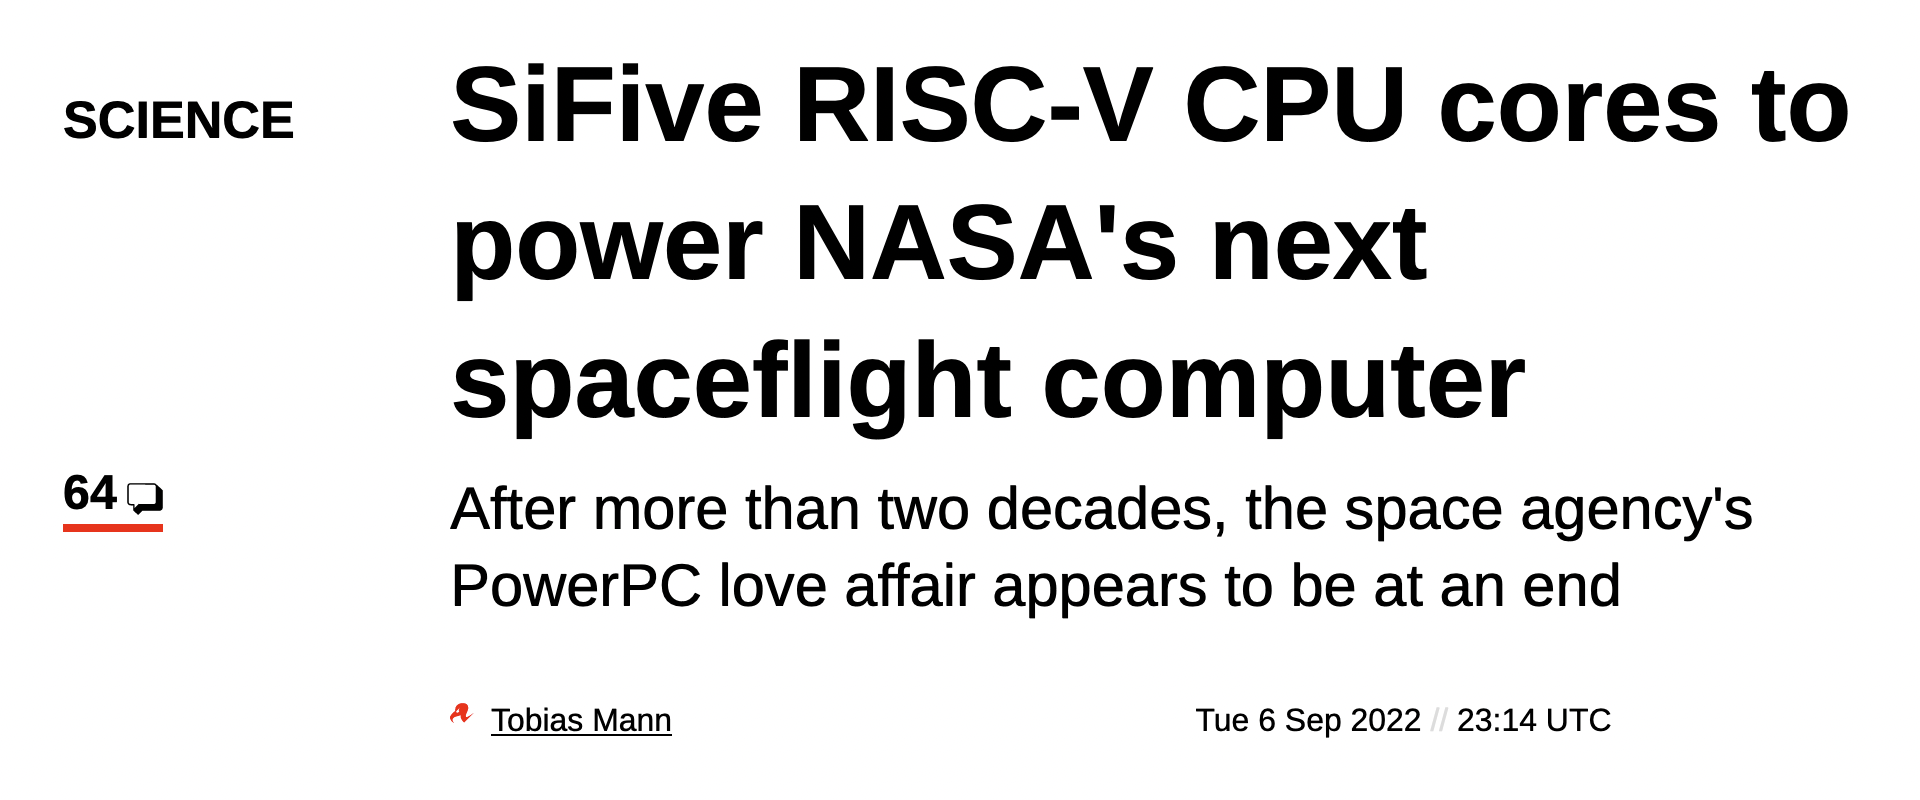 SCIENCE
SiFive RISC-V CPU cores to
power NASA's next
spaceflight computer
64
After more than two decades, the space agency's
PowerPC love affair appears to be at an end
Tobias Mann
Tue 6 Sep 2022 // 23:14 UTC